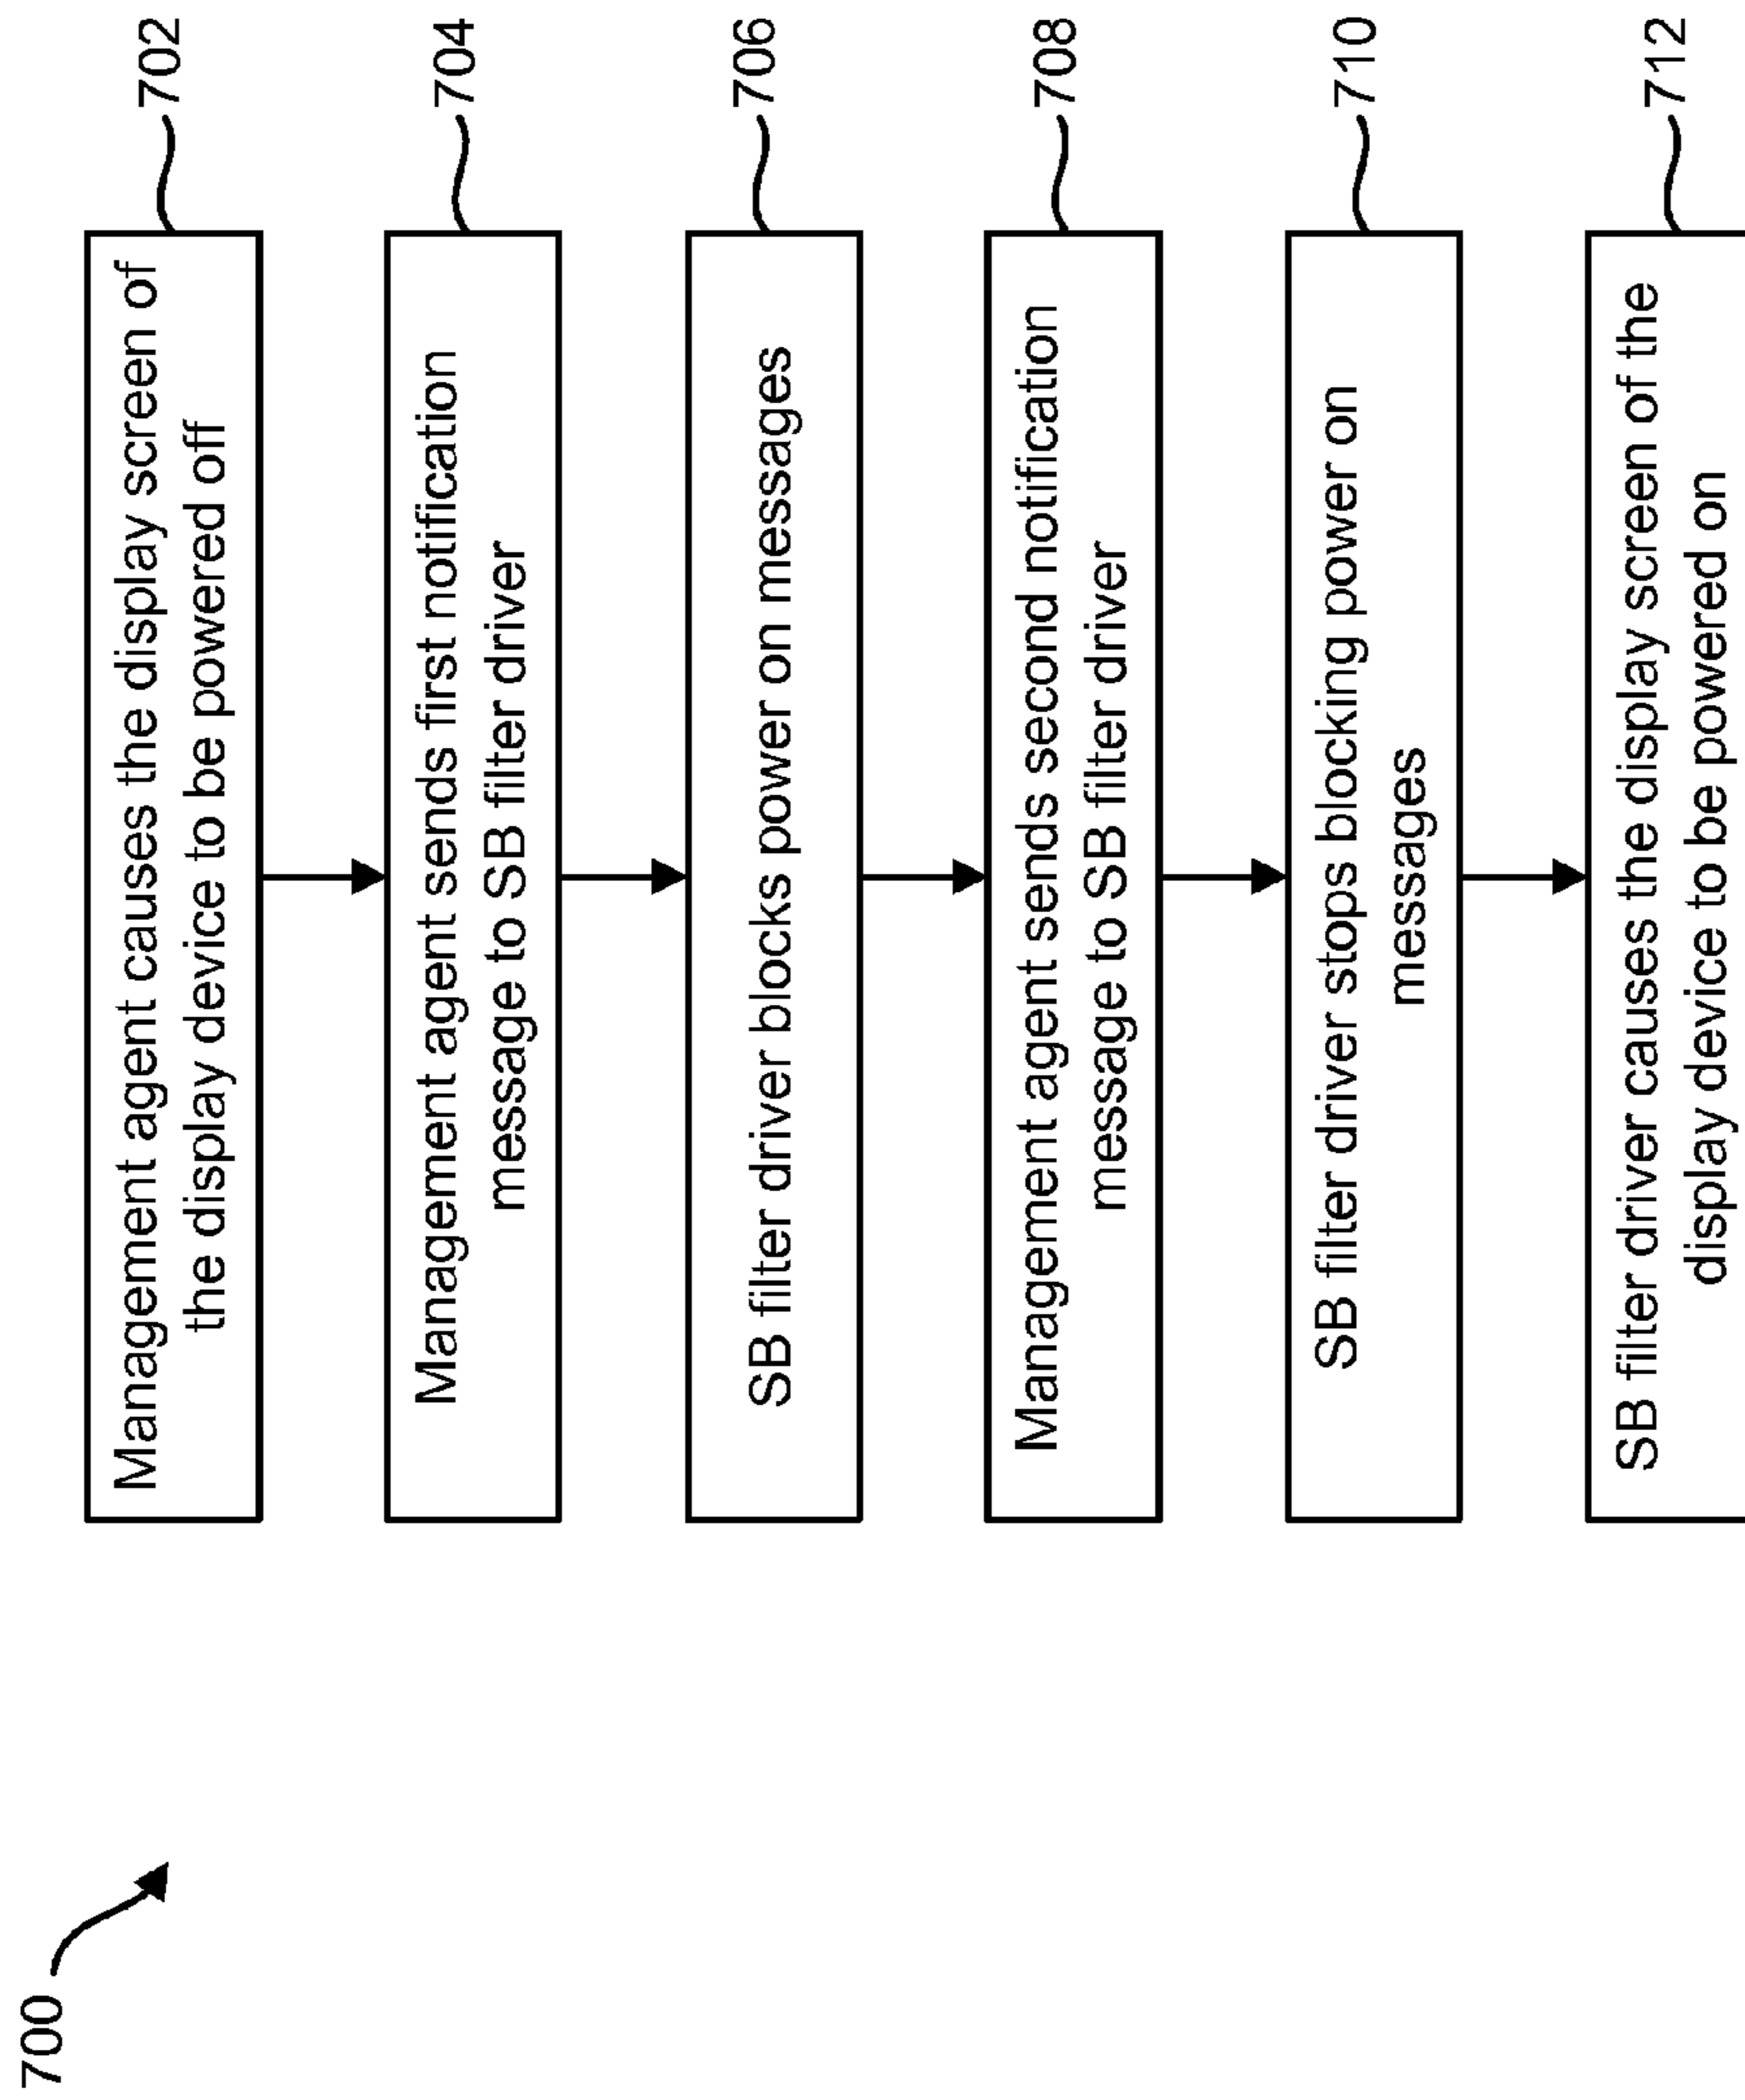 700
Management agent causes the display screen of
the display device to be powered off
702
Management agent sends first notification
message to SB filter driver
704
SB filter driver blocks power on messages
706
Management agent sends second notification
message to SB filter driver
708
SB filter driver stops blocking power on
messages
710
SB filter driver causes the display screen of the
display device to be powered on
712